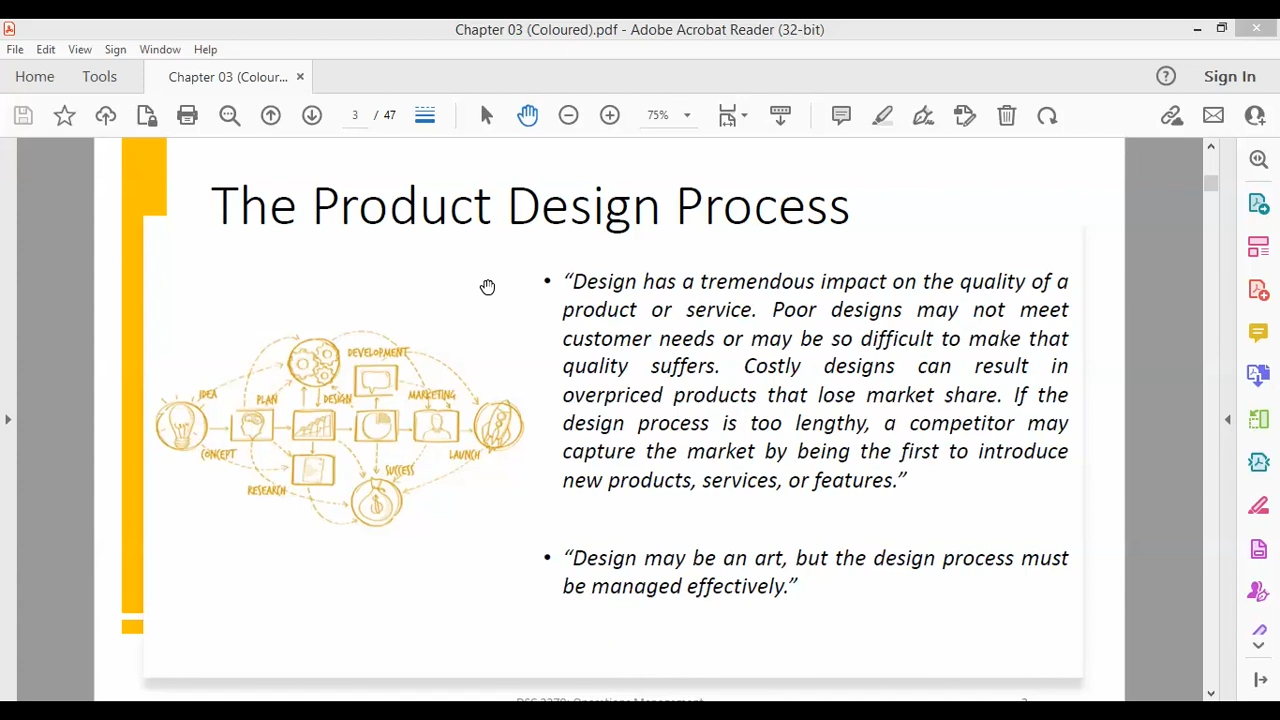 Chapter 03 (Coloured).pdf - Adobe Acrobat Reader (32-bit)
File Edit View Sign Window Help
Home Tools Chapter 03 (Colour... × Sign In
3 / 47 75%
The Product Design Process
• “Design has a tremendous impact on the quality of a
product or service. Poor designs may not meet
customer needs or may be so difficult to make that
quality suffers. Costly designs can result in
overpriced products that lose market share. If the
design process is too lengthy, a competitor may
capture the market by being the first to introduce
new products, services, or features.”
• “Design may be an art, but the design process must
be managed effectively.”
DEVELOPMENT
IDEA
PLAN
DESIGN
MARKETING
CONCEPT
LAUNCH
SUCCESS
RESEARCH